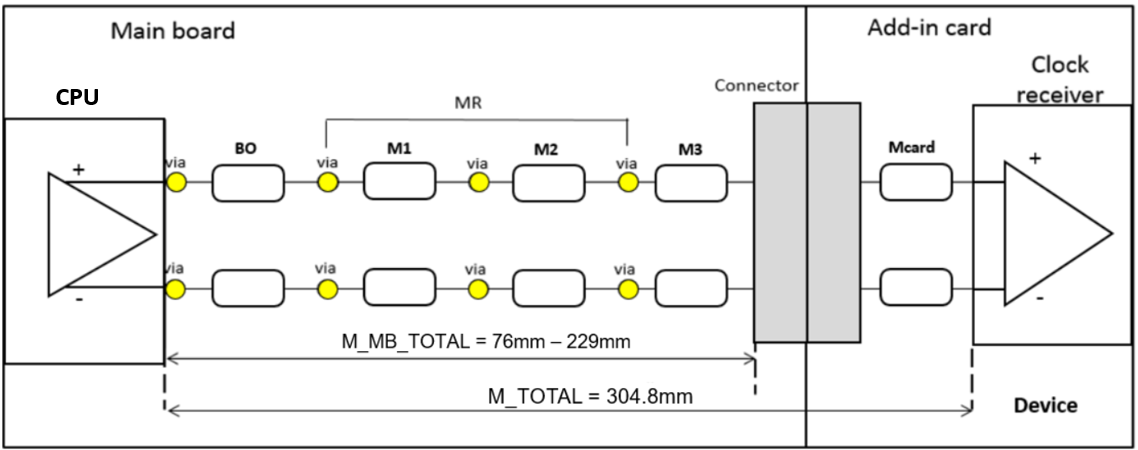 Main board
Add-in card
Clock
receiver
CPU
Connector
MR
via
BO
via
M1
via
M2
via
M3
Mcard
+
+
via
via
via
via
-
-
M_MB_TOTAL = 76mm – 229mm
M_TOTAL = 304.8mm
Device